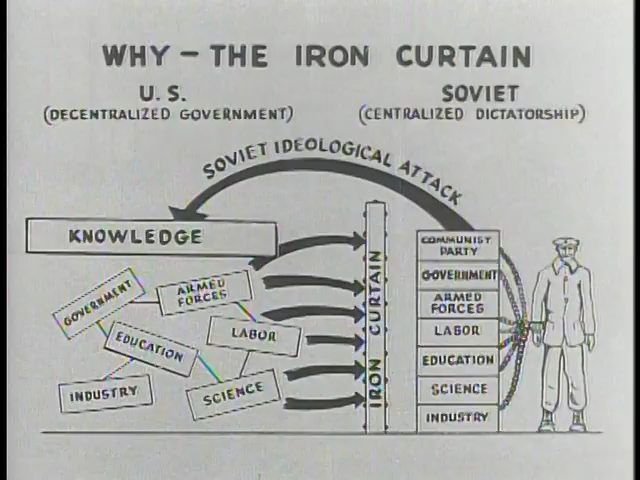 WHY - THE IRON CURTAIN
U.S.
(DECENTRALIZED GOVERNMENT)
SOVIET
(CENTRALIZED DICTATORSHIP)
SOVIET IDEOLOGICAL ATTACK
KNOWLEDGE
GOVERNMENT
ARMED
FORCES
EDUCATION
LABOR
INDUSTRY
SCIENCE
IRON CURTAIN
COMMUNIST
PARTY
GOVERNMENT
ARMED
FORCES
LABOR
EDUCATION
SCIENCE
INDUSTRY